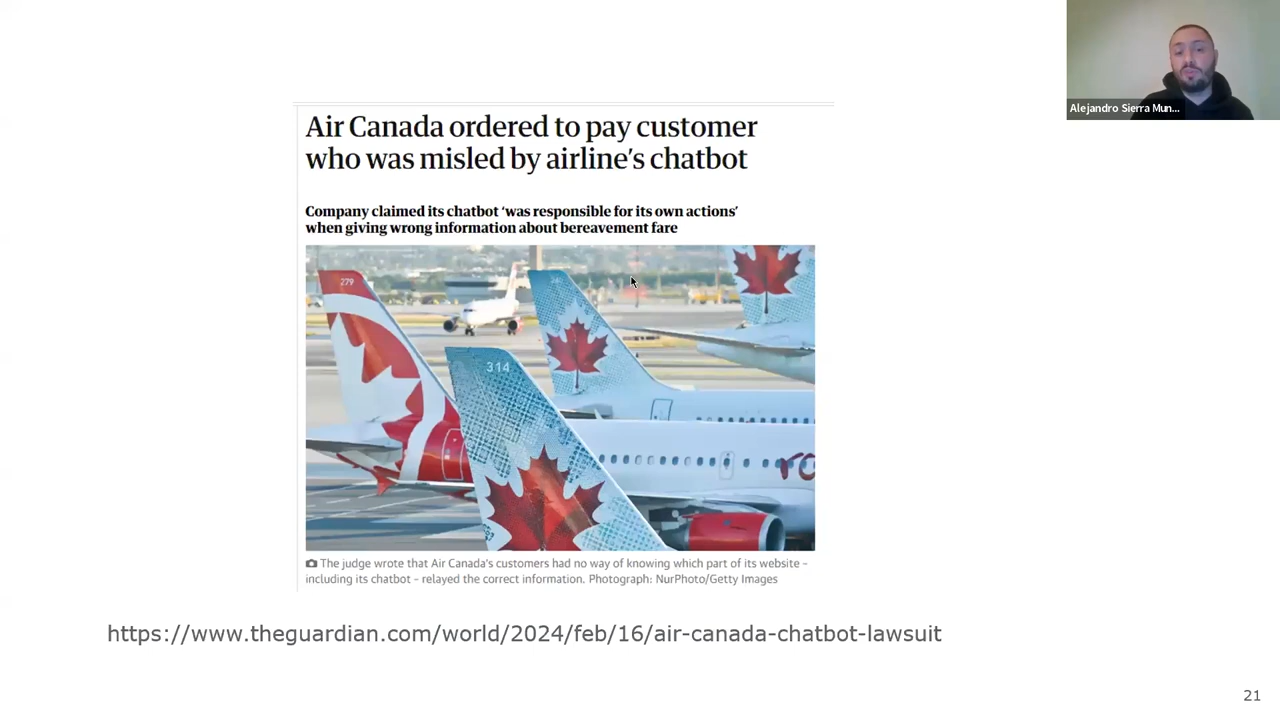 Alejandro Sierra Mun...
Air Canada ordered to pay customer
who was misled by airline's chatbot
Company claimed its chatbot ‘was responsible for its own actions’
when giving wrong information about bereavement fare
279
314
The judge wrote that Air Canada's customers had no way of knowing which part of its website –
including its chatbot – relayed the correct information. Photograph: NurPhoto/Getty Images
https://www.theguardian.com/world/2024/feb/16/air-canada-chatbot-lawsuit
21